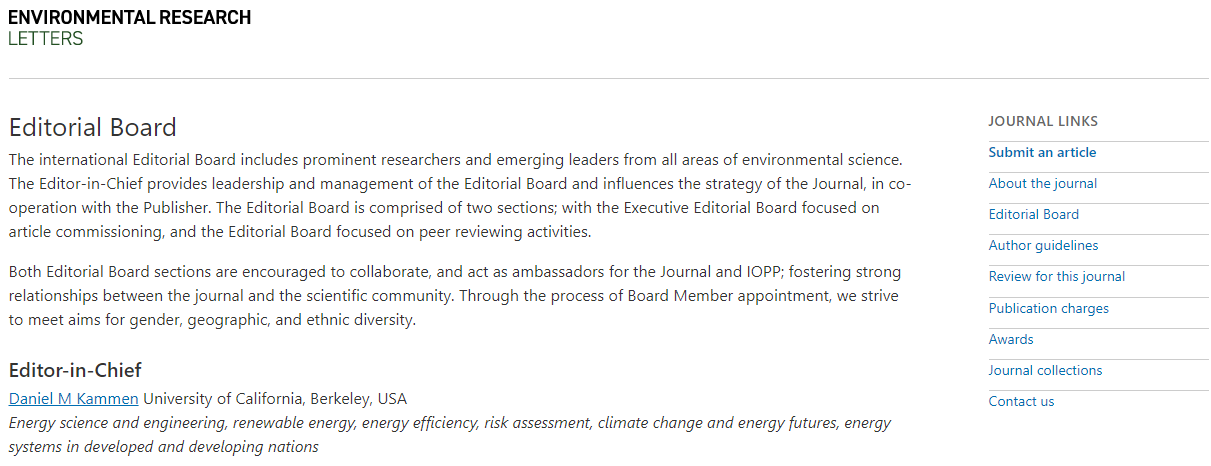 ENVIRONMENTAL RESEARCH
LETTERS
Editorial Board
The international Editorial Board includes prominent researchers and emerging leaders from all areas of environmental science.
The Editor-in-Chief provides leadership and management of the Editorial Board and influences the strategy of the Journal, in co-
operation with the Publisher. The Editorial Board is comprised of two sections; with the Executive Editorial Board focused on
article commissioning, and the Editorial Board focused on peer reviewing activities.
Both Editorial Board sections are encouraged to collaborate, and act as ambassadors for the Journal and IOPP; fostering strong
relationships between the journal and the scientific community. Through the process of Board Member appointment, we strive
to meet aims for gender, geographic, and ethnic diversity.
Editor-in-Chief
Daniel M Kammen University of California, Berkeley, USA
Energy science and engineering, renewable energy, energy efficiency, risk assessment, climate change and energy futures, energy
systems in developed and developing nations
JOURNAL LINKS
Submit an article
About the journal
Editorial Board
Author guidelines
Review for this journal
Publication charges
Awards
Journal collections
Contact us